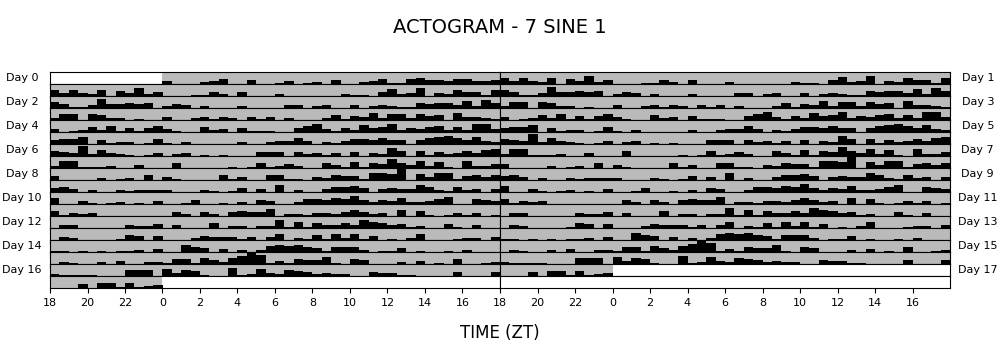 ACTOGRAM - 7 SINE 1
Day 0 Day 1
Day 2 Day 3
Day 4 Day 5
Day 6 Day 7
Day 8 Day 9
Day 10 Day 11
Day 12 Day 13
Day 14 Day 15
Day 16 Day 17
18 20 22 0 2 4 6 8 10 12 14 16 18 20 22 0 2 4 6 8 10 12 14 16
TIME (ZT)